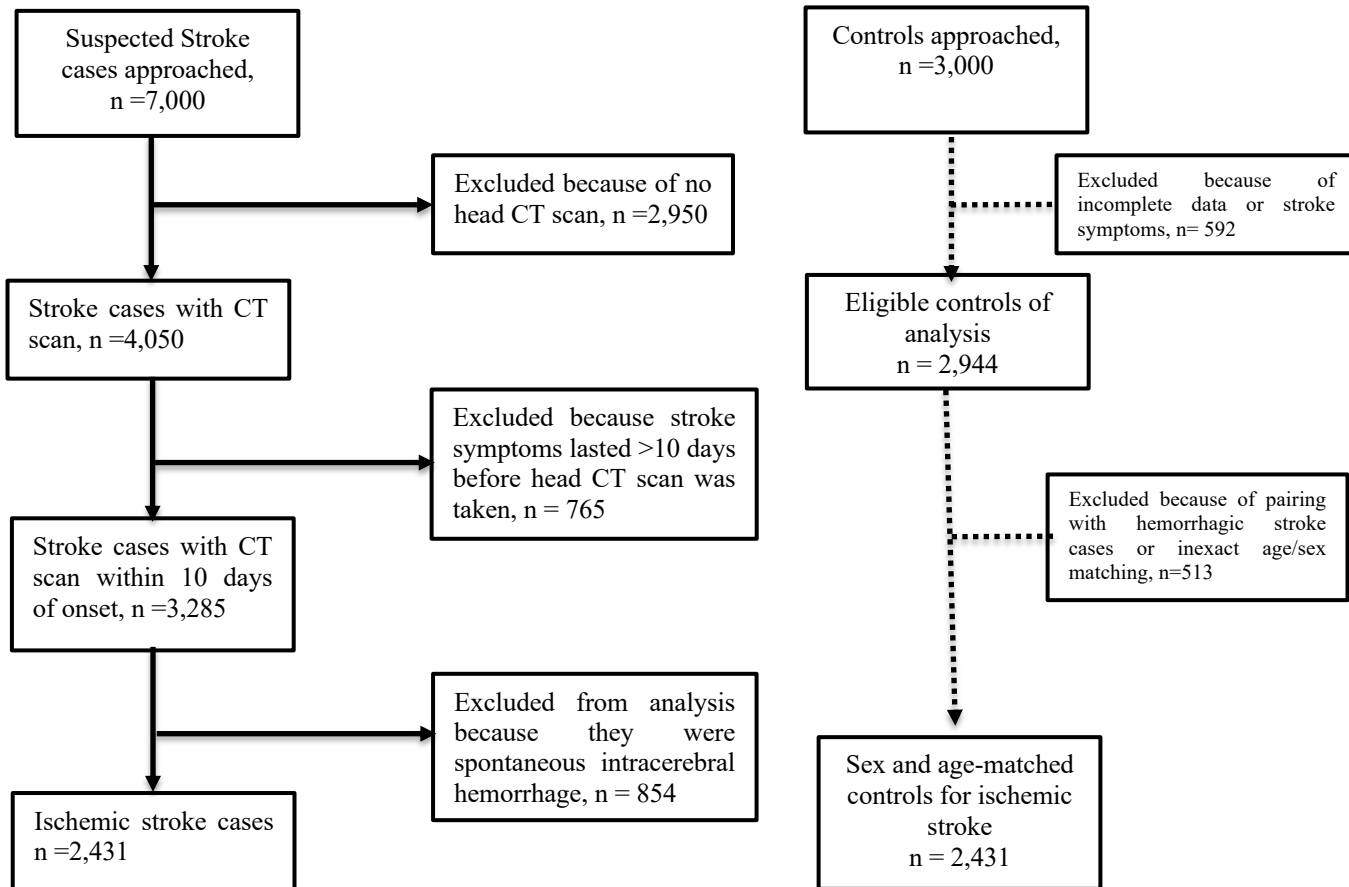 Suspected Stroke
cases approached,
n =7,000
Excluded because of no
head CT scan, n =2,950
Stroke cases with CT
scan, n =4,050
Excluded because stroke
symptoms lasted >10 days
before head CT scan was
taken, n = 765
Stroke cases with CT
scan within 10 days
of onset, n =3,285
Excluded from analysis
because they were
spontaneous intracerebral
hemorrhage, n = 854
Ischemic stroke cases
n =2,431
Controls approached,
n =3,000
Excluded because of
incomplete data or stroke
symptoms, n= 592
Eligible controls of
analysis
n = 2,944
Excluded because of pairing
with hemorrhagic stroke
cases or inexact age/sex
matching, n=513
Sex and age-matched
controls for ischemic
stroke
n = 2,431